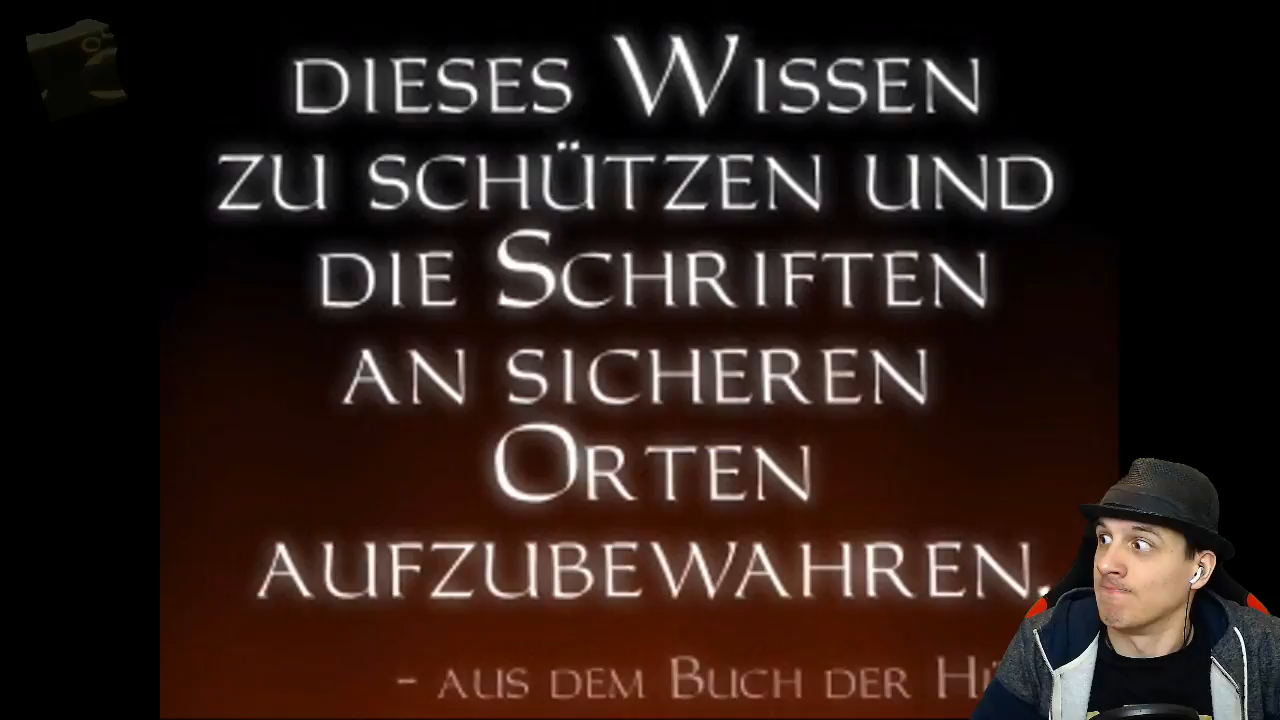 DIESES WISSEN
ZU SCHÜTZEN UND
DIE SCHRIFTEN
AN SICHEREN
ORTEN
AUFZUBEWAHREN.
- AUS DEM BUCH DER